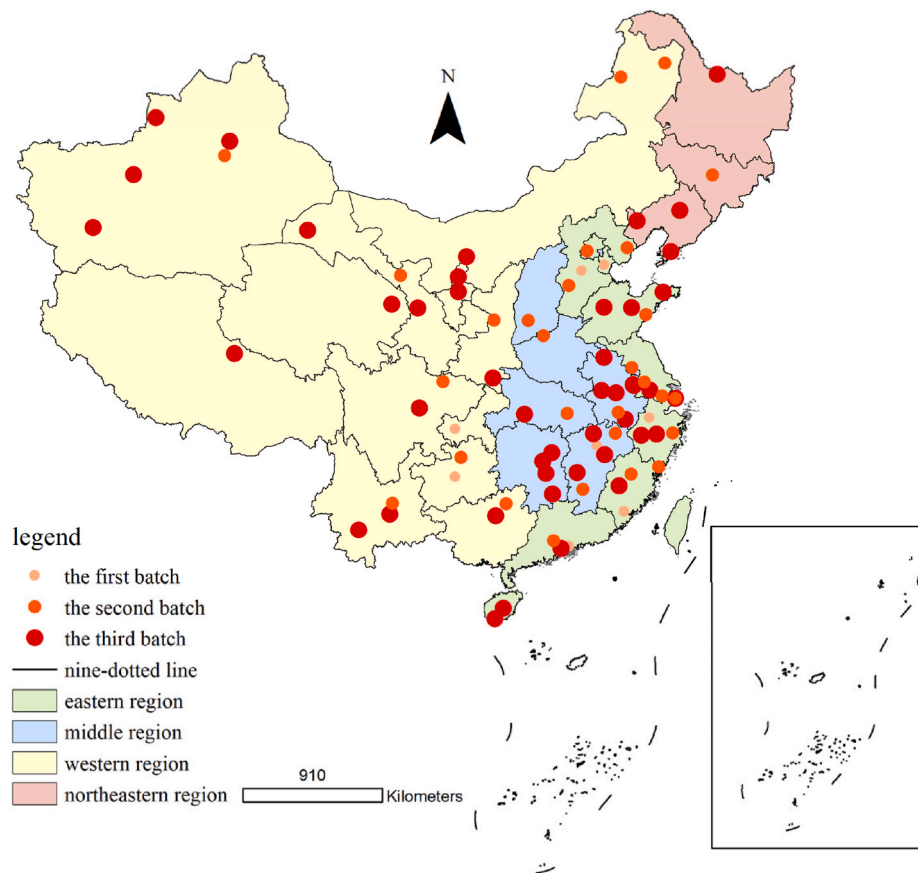 N
legend
the first batch
the second batch
the third batch
nine-dotted line
eastern region
middle region
western region
northeastern region
910
Kilometers